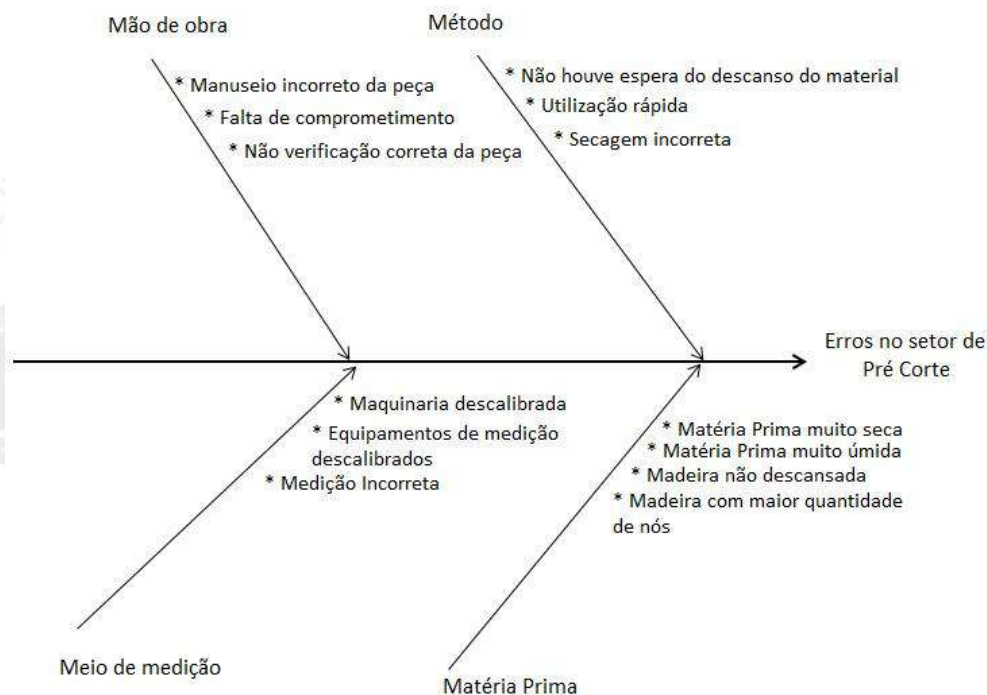 Mão de obra
* Manuseio incorreto da peça
* Falta de comprometimento
* Não verificação correta da peça
Método
* Não houve espera do descanso do material
* Utilização rápida
* Secagem incorreta
Erros no setor de
Pré Corte
* Maquinaria descalibrada
* Equipamentos de medição
descalibrados
* Medição Incorreta
Meio de medição
* Matéria Prima muito seca
* Matéria Prima muito úmida
* Madeira não descansada
* Madeira com maior quantidade
de nós
Matéria Prima